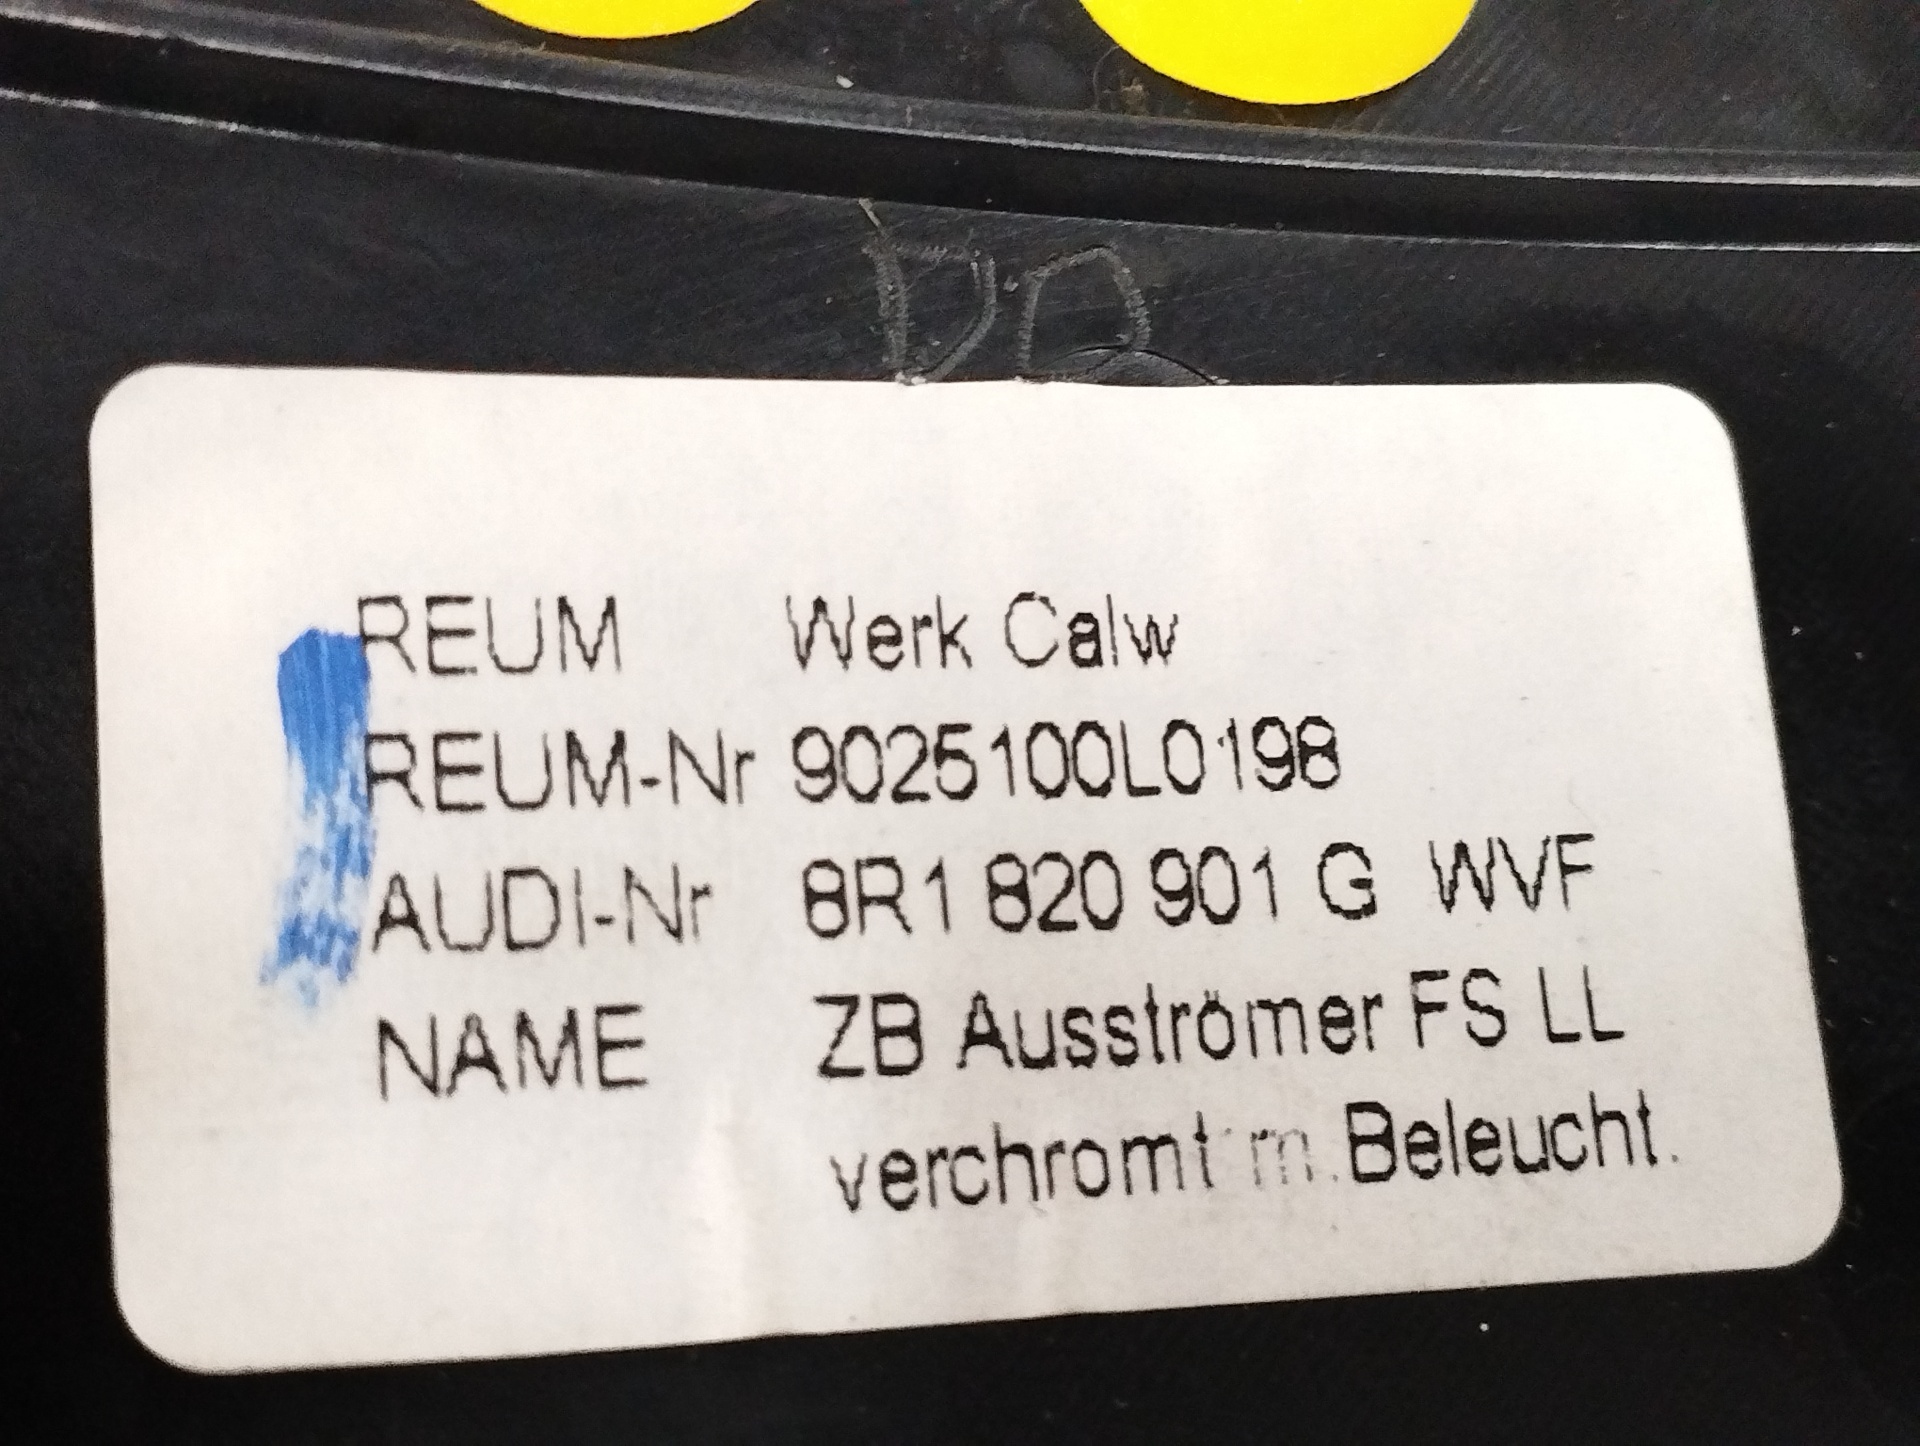 REUM Werk Calw
REUM-Nr 9025100L0198
AUDI-Nr 8R1 820 901 G WVF
NAME ZB Ausströmer FS LL
verchromt m. Beleucht.